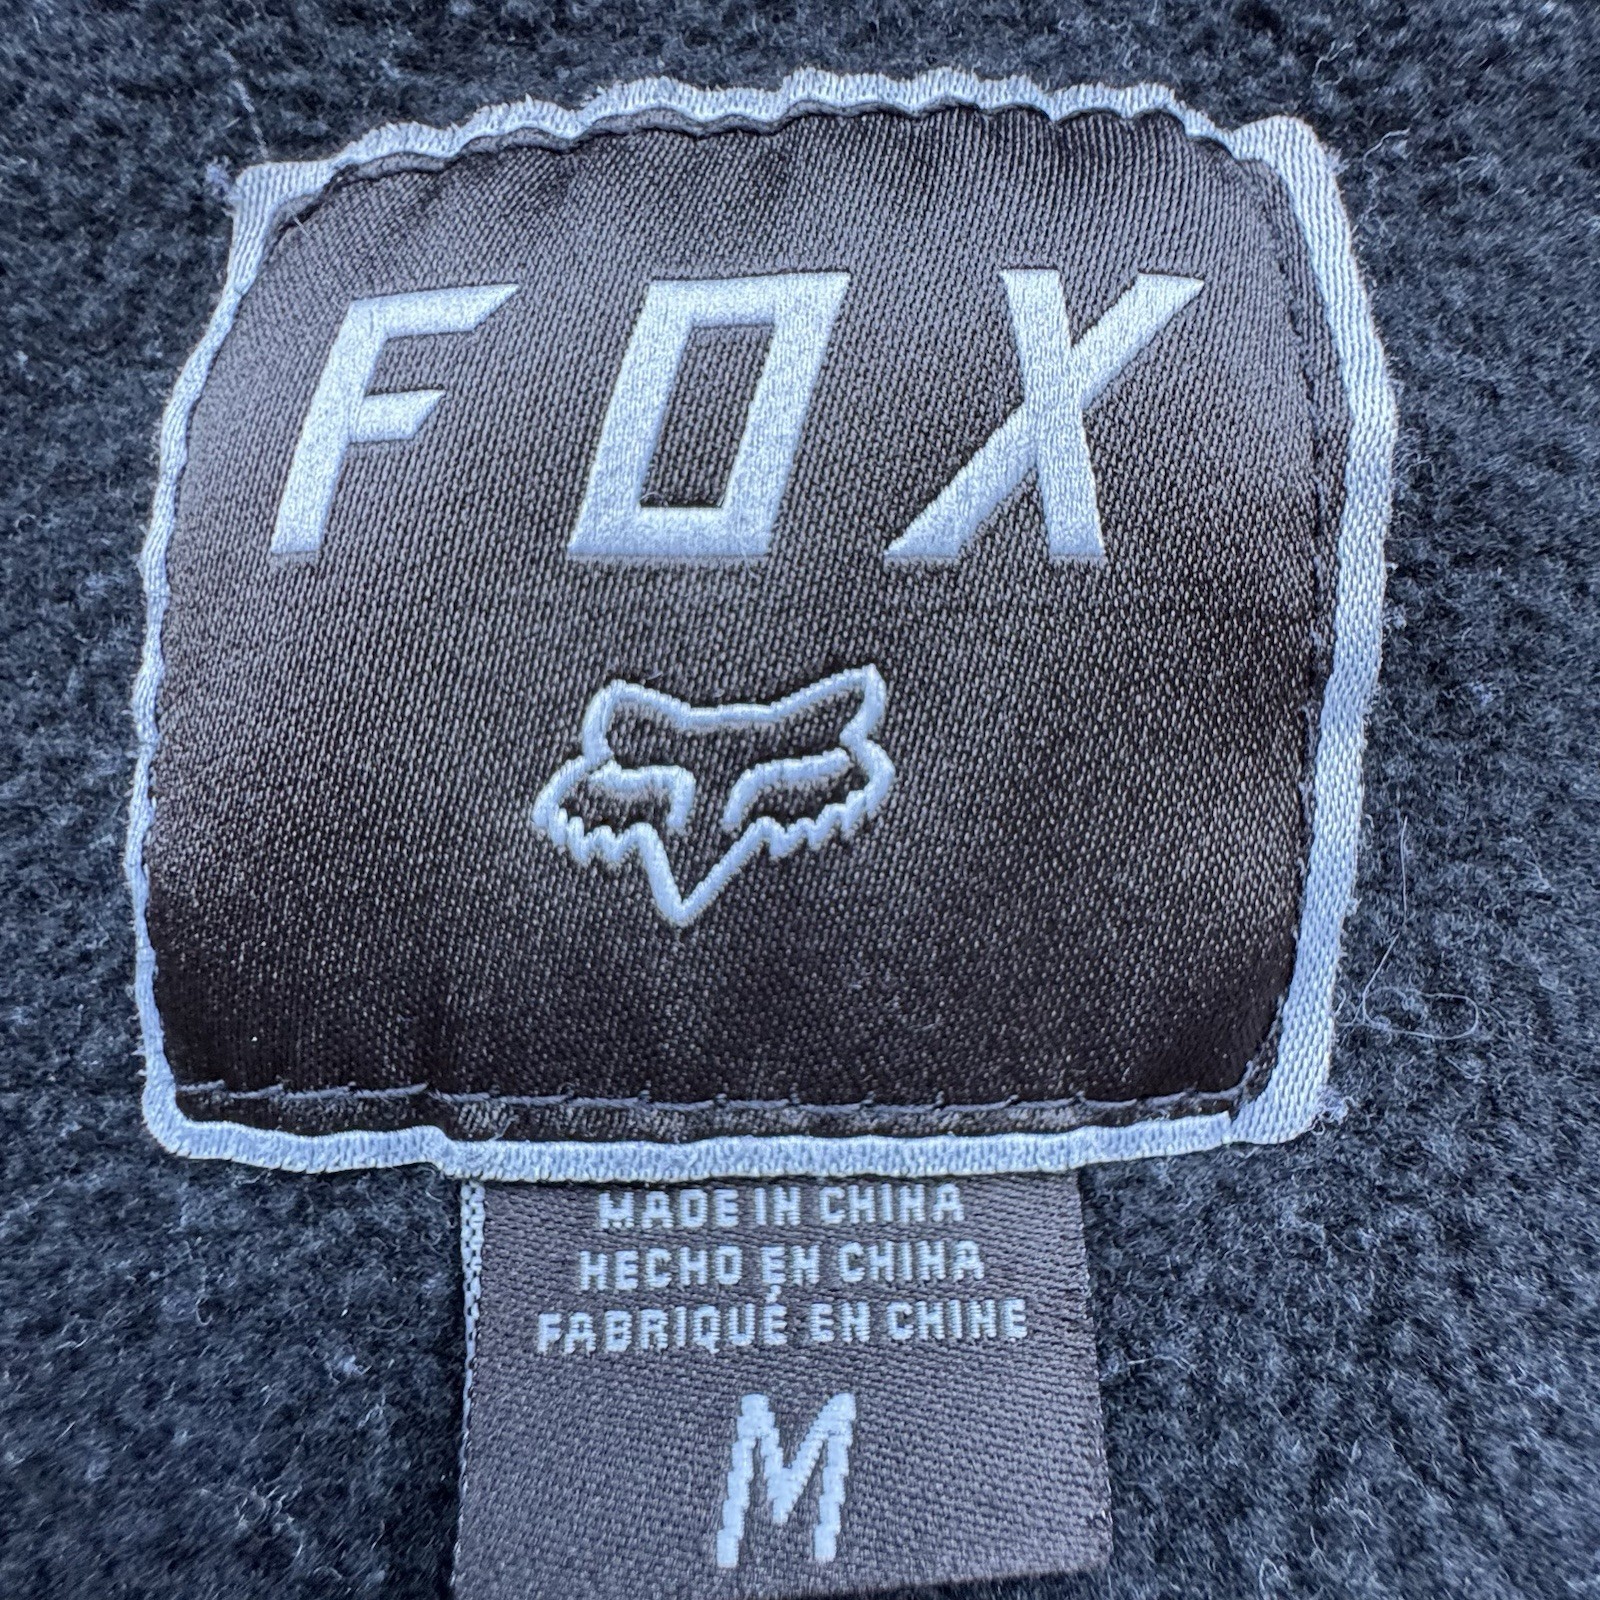 FOX
MADE IN CHINA
HECHO EN CHINA
FABRIQUÉ EN CHINE
M